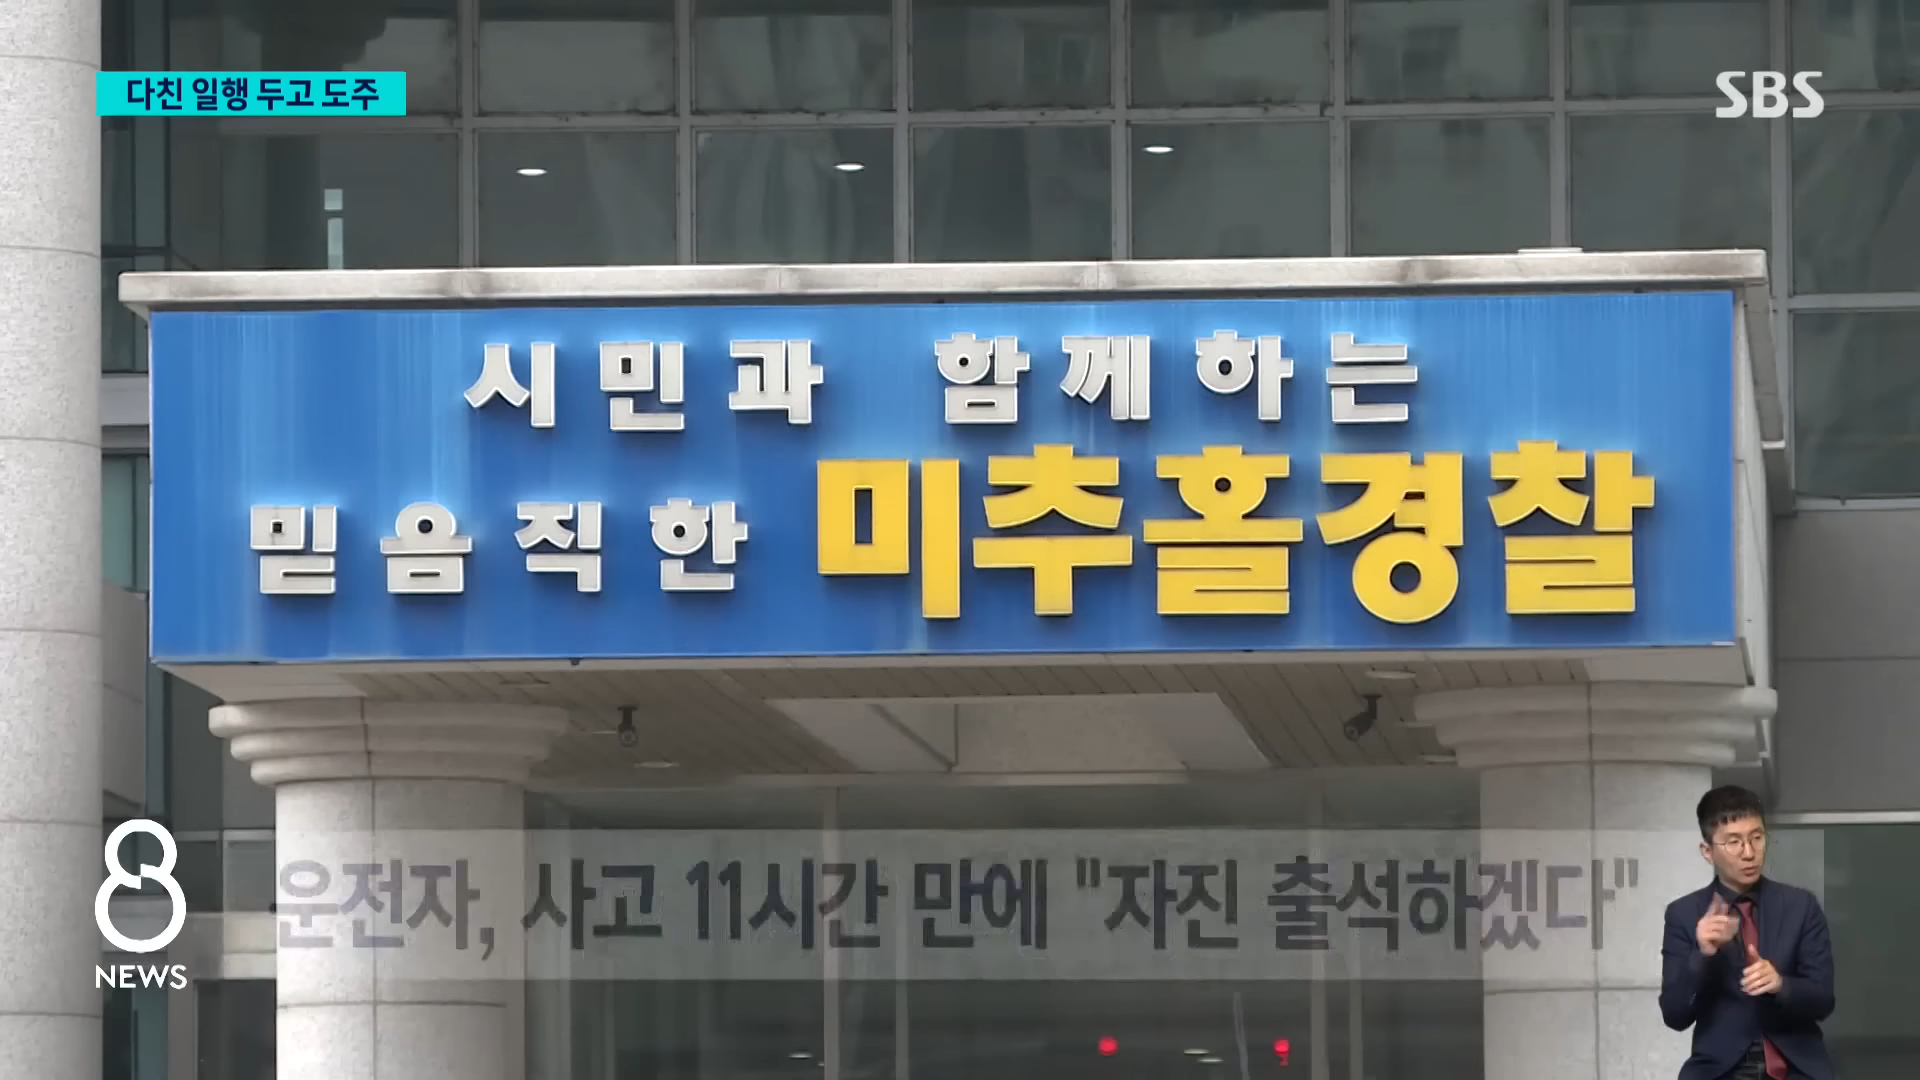 다친 일행 두고 도주
SBS
시민과 함께하는
믿음직한 미추홀경찰
운전자, 사고 11시간 만에 "자진 출석하겠다"
8
NEWS